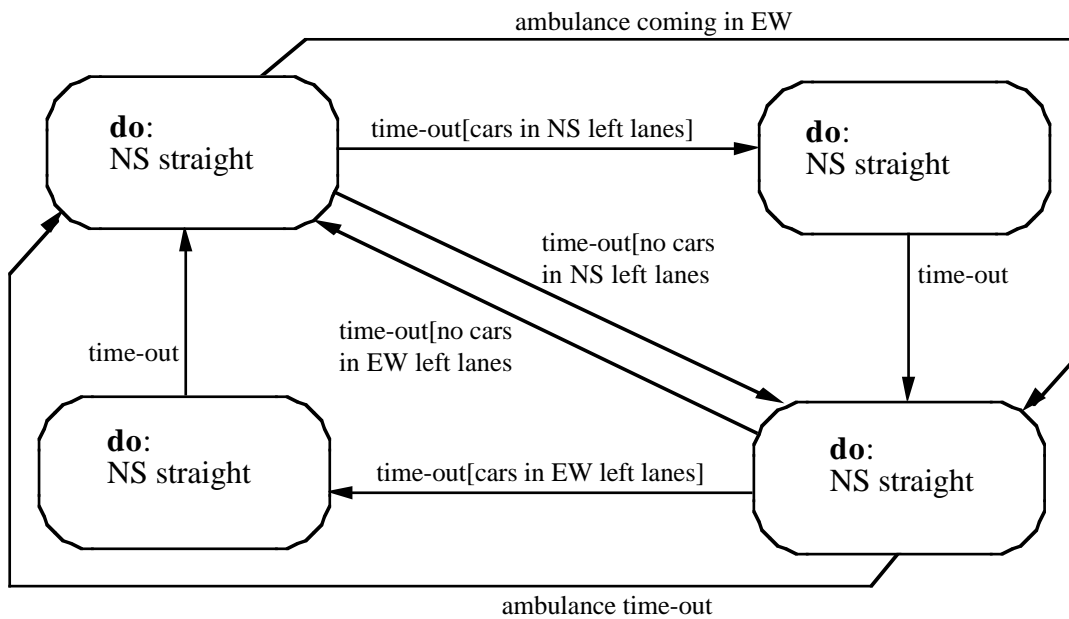 ambulance coming in EW
do:
NS straight
time-out[cars in NS left lanes]
do:
NS straight
time-out[no cars
in NS left lanes
time-out
time-out[no cars
in EW left lanes
time-out
do:
NS straight
time-out[cars in EW left lanes]
do:
NS straight
ambulance time-out